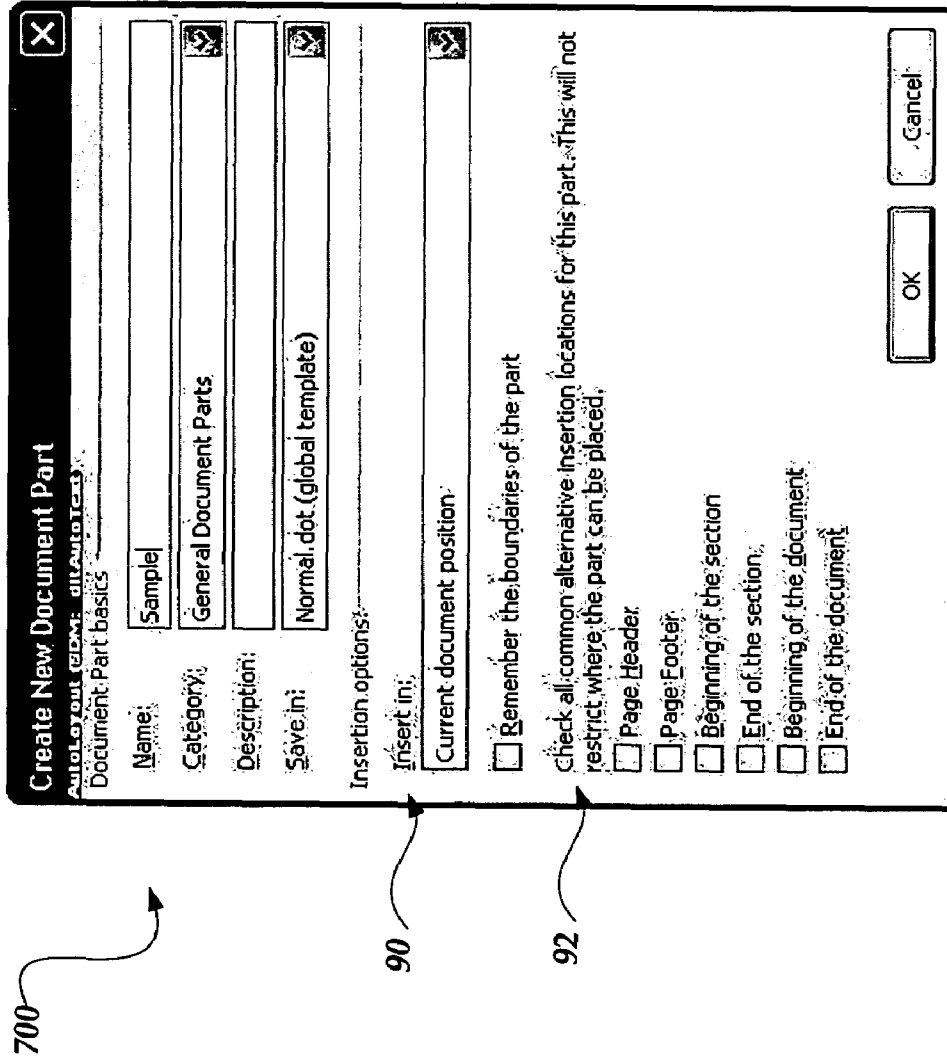 700
Create New Document Part
AutoLayout (CDM: dlAutoText)
Document Part basics
Name: Sample
Category: General Document Parts
Description:
Save in: Normal.dot (global template)
Insertion options:
90
Insert in:
Current document position
Remember the boundaries of the part
92
Check all common alternative insertion locations for this part. This will not
restrict where the part can be placed.
Page Header
Page Footer
Beginning of the section
End of the section
Beginning of the document
End of the document
OK Cancel